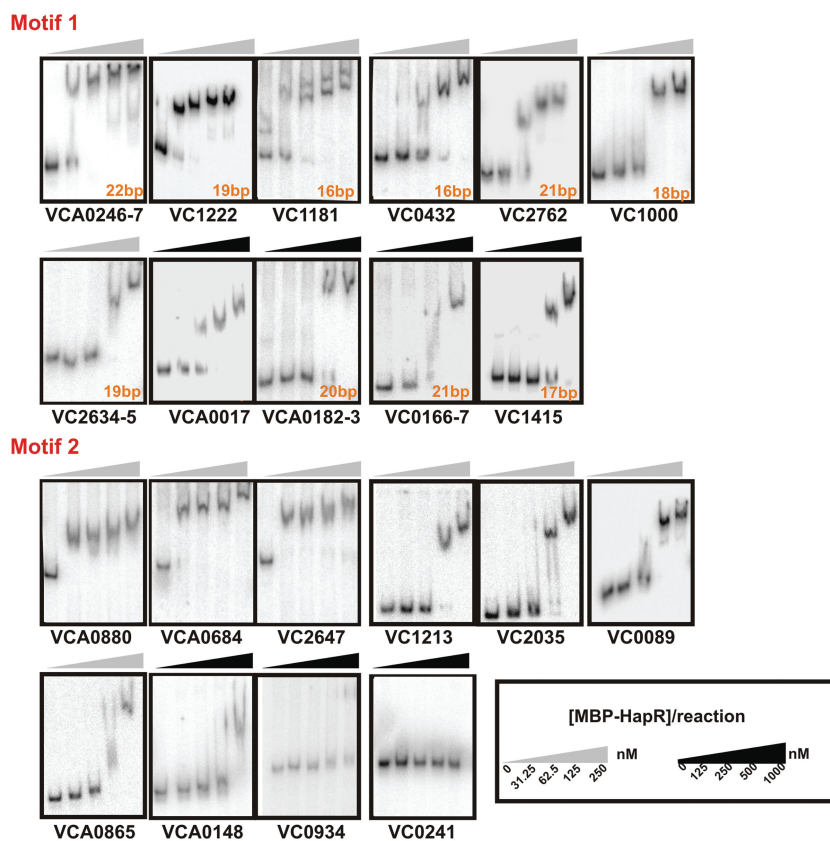 Motif 1
22bp 19bp 16bp 16bp 21bp 18bp
VCA0246-7 VC1222 VC1181 VC0432 VC2762 VC1000
19bp 20bp 21bp 17bp
VC2634-5 VCA0017 VCA0182-3 VC0166-7 VC1415
Motif 2
VCA0880 VCA0684 VC2647 VC1213 VC2035 VC0089
[MBP-HapR]/reaction
nM nM
0 31.25 62.5 125 250 0 125 250 500 1000
VCA0865 VCA0148 VC0934 VC0241